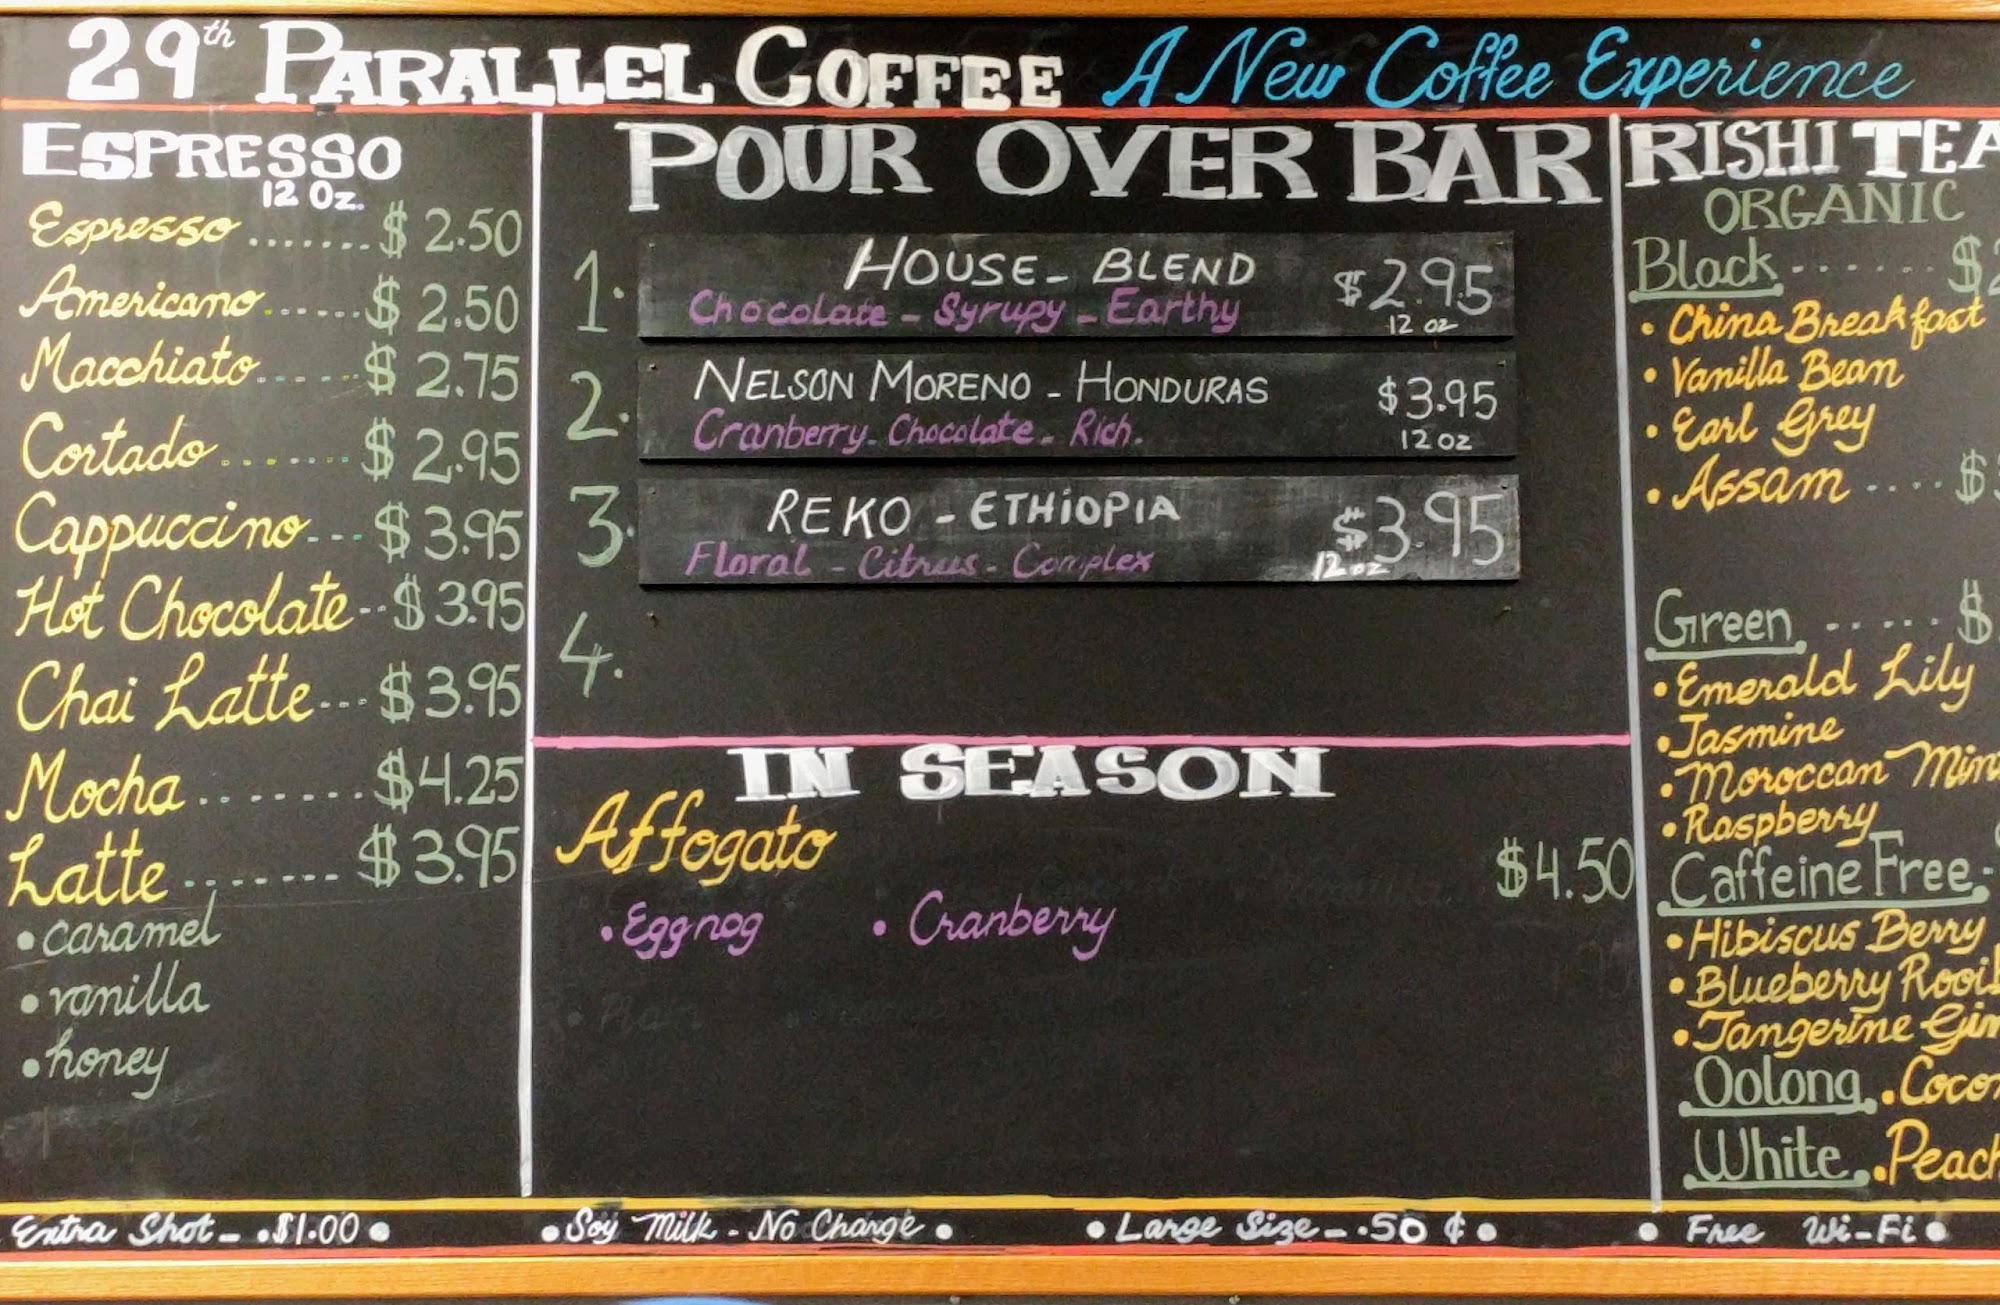 29th PARALLEL COFFEE A New Coffee Experience
ESPRESSO
12 Oz.
Espresso ....... $ 2.50
Americano ...... $ 2.50
Macchiato ...... $ 2.75
Cortado ....... $ 2.95
Cappuccino --- $ 3.95
Hot Chocolate -- $ 3.95
Chai Latte --- $ 3.95
Mocha ........ $4.25
Latte ....... $ 3.95
• caramel
• vanilla
• honey
POUR OVER BAR
1. HOUSE - BLEND $2.95
Chocolate - Syrupy - Earthy 12 oz
2. NELSON MORENO - HONDURAS $3.95
Cranberry - Chocolate - Rich. 12 oz
3. REKO - ETHIOPIA $3.95
Floral - Citrus - Complex 12 oz
4.
IN SEASON
Affogato $4.50
• Eggnog • Cranberry
RISHI TEA
ORGANIC
Black ...... $
• China Breakfast
• Vanilla Bean
• Earl Grey
• Assam .... $
Green ..... $
• Emerald Lily
• Jasmine
• Moroccan
• Raspberry
Caffeine Free
• Hibiscus Berry
• Blueberry
• Tangerine
Oolong
White • Peach
Extra Shot - .$1.00 • • Soy Milk - No Charge • • Large Size - .50 ¢ • • Free Wi-Fi •